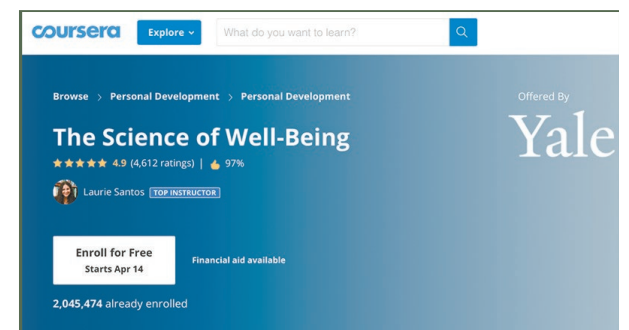 coursera
Explore
What do you want to learn?
Browse > Personal Development > Personal Development
Offered By
The Science of Well-Being
Yale
4.9 (4,612 ratings) | 97%
Laurie Santos TOP INSTRUCTOR
Enroll for Free
Starts Apr 14
Financial aid available
2,045,474 already enrolled